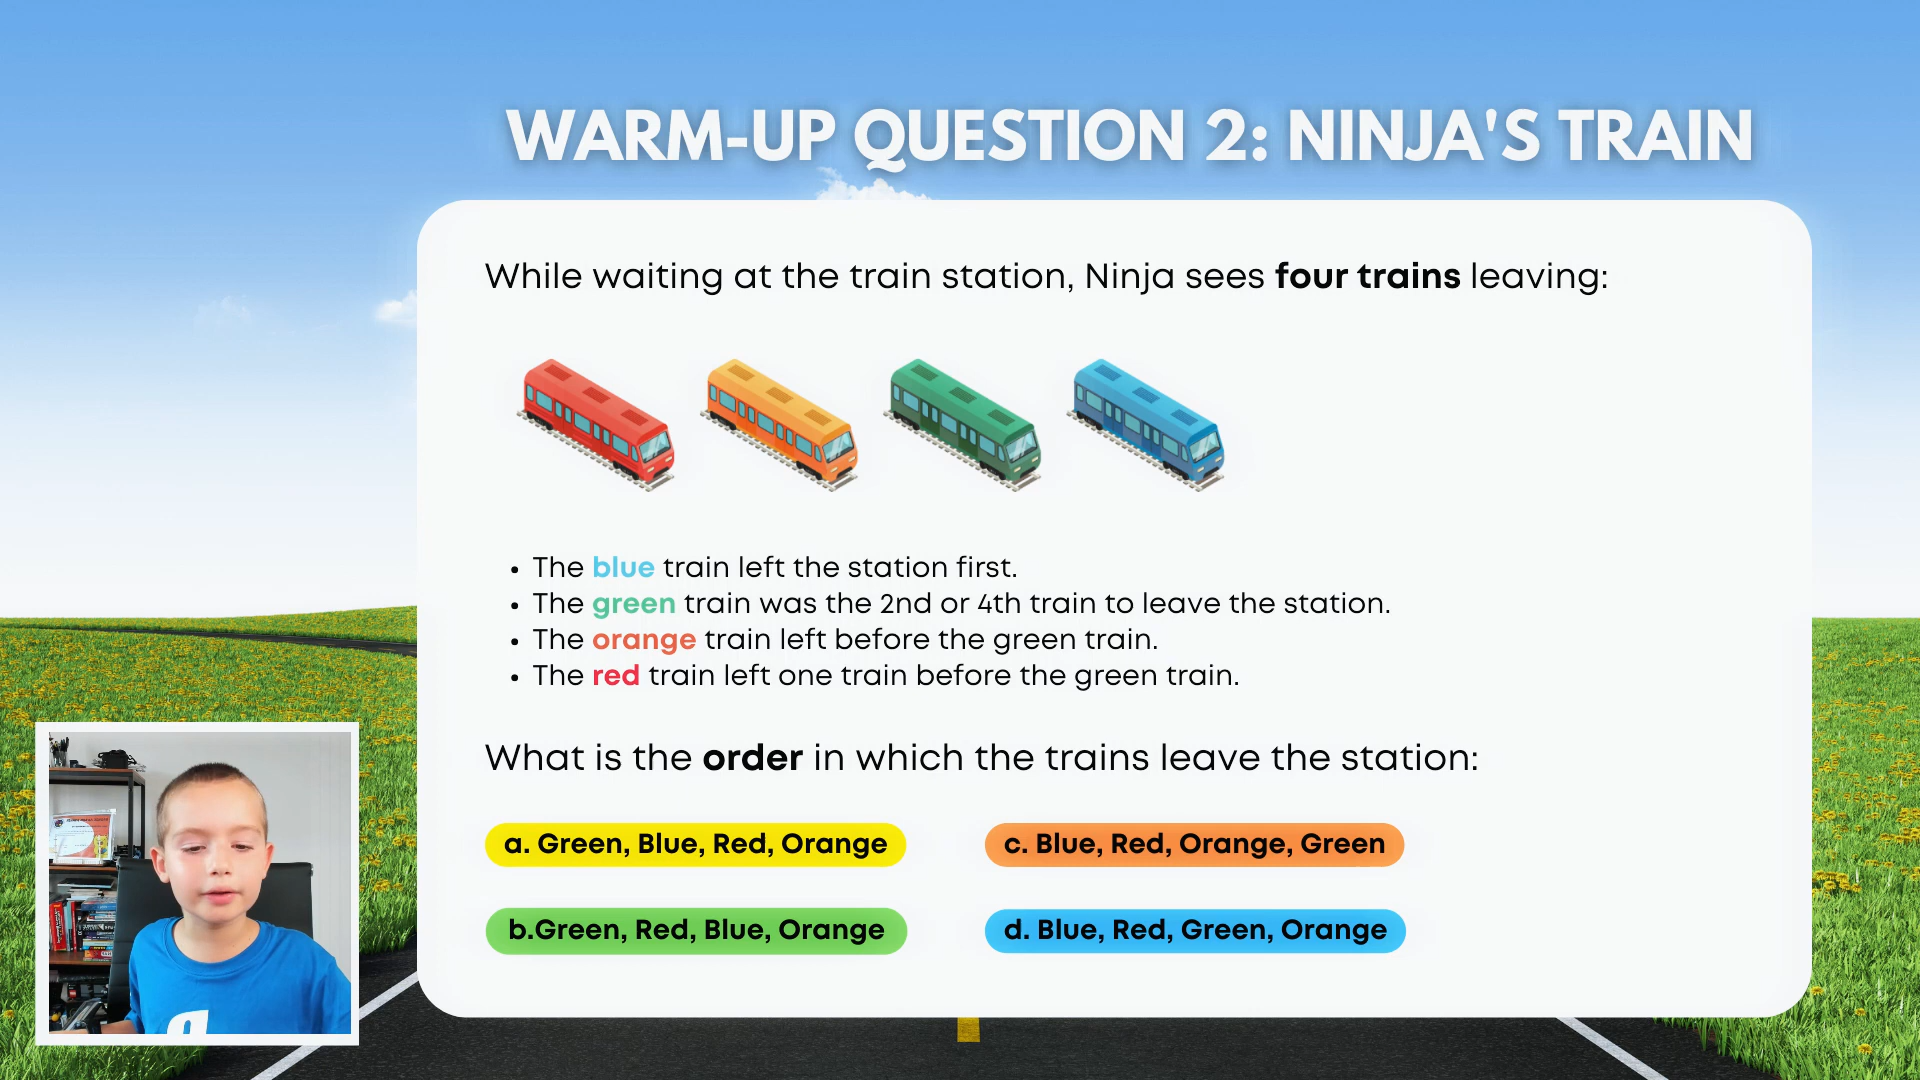 WARM-UP QUESTION 2: NINJA'S TRAIN
While waiting at the train station, Ninja sees four trains leaving:
• The blue train left the station first.
• The green train was the 2nd or 4th train to leave the station.
• The orange train left before the green train.
• The red train left one train before the green train.
What is the order in which the trains leave the station:
a. Green, Blue, Red, Orange
c. Blue, Red, Orange, Green
b.Green, Red, Blue, Orange
d. Blue, Red, Green, Orange